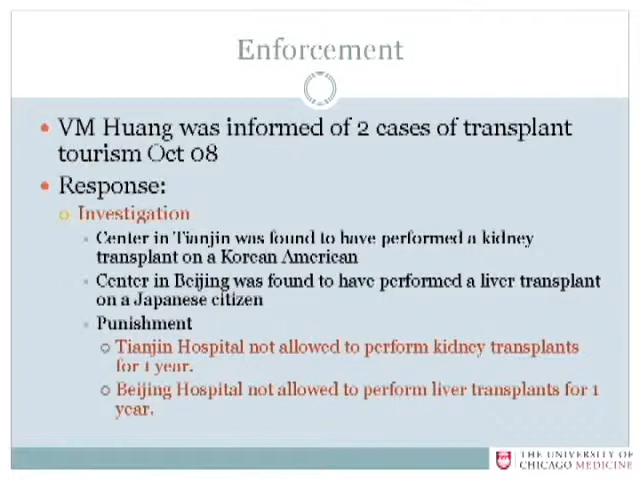 Enforcement
• VM Huang was informed of 2 cases of transplant
tourism Oct 08
• Response:
Investigation
Center in Tianjin was found to have performed a kidney
transplant on a Korean American
Center in Beijing was found to have performed a liver transplant
on a Japanese citizen
Punishment
Tianjin Hospital not allowed to perform kidney transplants
for 1 year.
Beijing Hospital not allowed to perform liver transplants for 1
year.
THE UNIVERSITY OF
CHICAGO MEDICINE